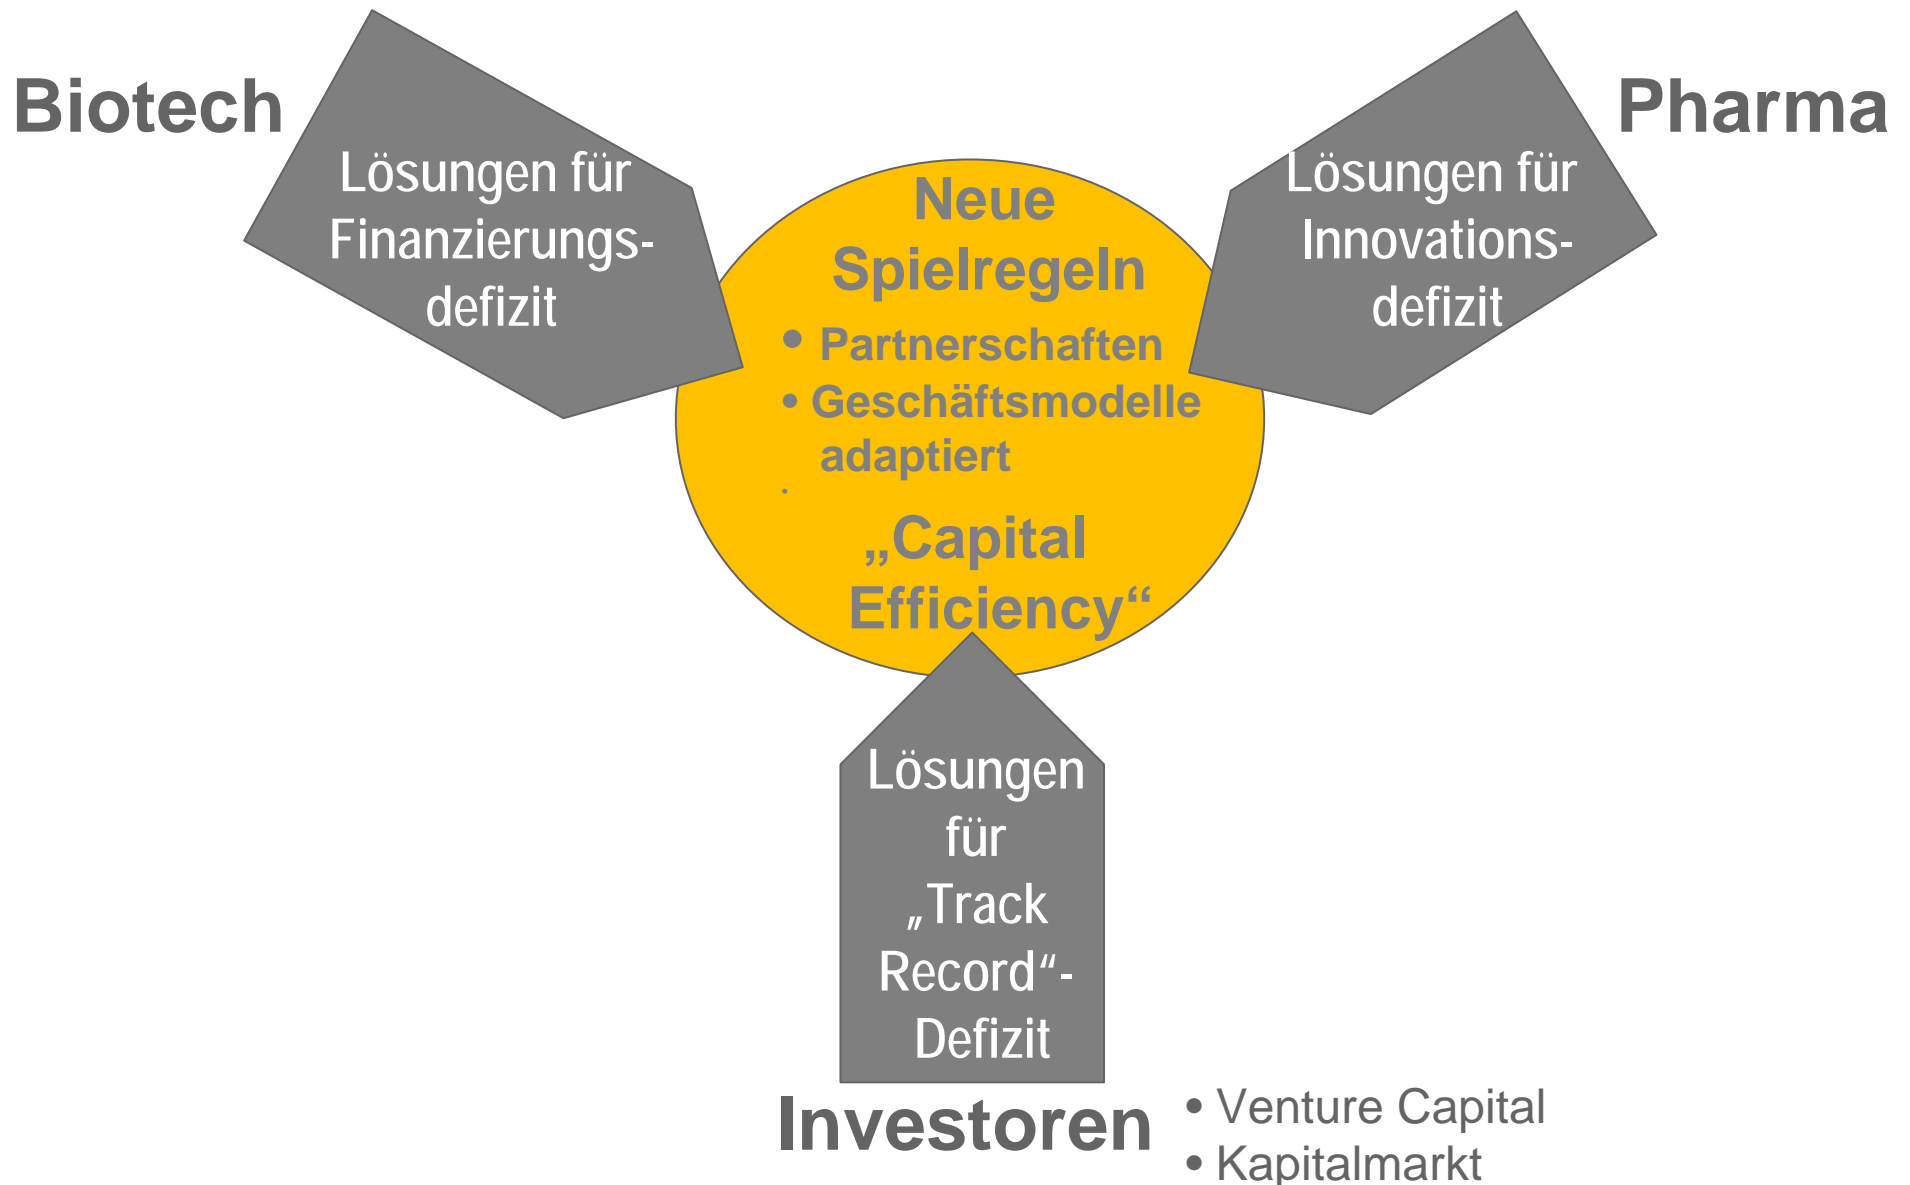 Biotech
Lösungen für
Finanzierungs-
defizit
Neue
Spielregeln
• Partnerschaften
• Geschäftsmodelle
adaptiert
•
„Capital
Efficiency“
Pharma
Lösungen für
Innovations-
defizit
Lösungen
für
„Track
Record“-
Defizit
Investoren
• Venture Capital
• Kapitalmarkt